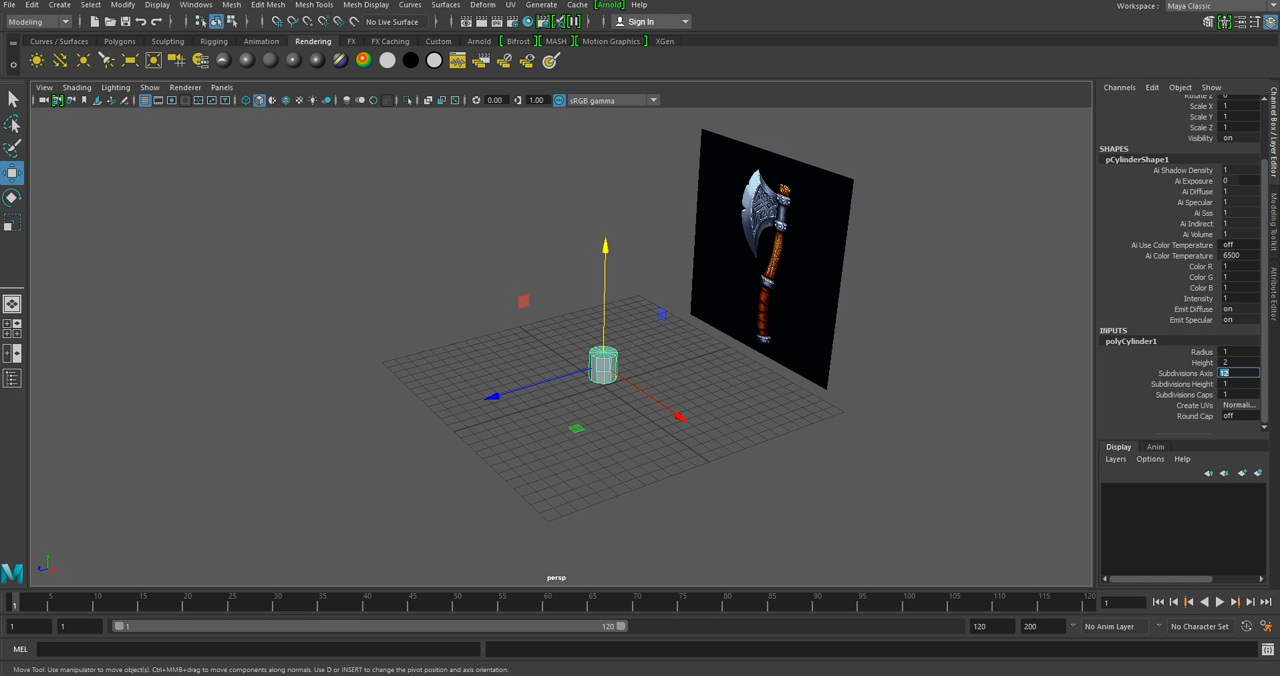 File Edit Create Select Modify Display Windows Mesh Edit Mesh Mesh Tools Mesh Display Curves Surfaces Deform UV Generate Cache [Arnold] Help
Workspace : Maya Classic
Modeling
No Live Surface
Sign In
Curves / Surfaces Polygons Sculpting Rigging Animation Rendering FX FX Caching Custom Arnold Bifrost MASH Motion Graphics XGen
View Shading Lighting Show Renderer Panels
0.00 1.00 sRGB gamma
Channels Edit Object Show
Rotate Z 0
Scale X 1
Scale Y 1
Scale Z 1
Visibility on
SHAPES
pCylinderShape1
Ai Shadow Density 1
Ai Exposure 0
Ai Diffuse 1
Ai Specular 1
Ai Sss 1
Ai Indirect 1
Ai Volume 1
Ai Use Color Temperature off
Ai Color Temperature 6500
Color R 1
Color G 1
Color B 1
Intensity 1
Emit Diffuse on
Emit Specular on
INPUTS
polyCylinder1
Radius 1
Height 2
Subdivisions Axis 12
Subdivisions Height 1
Subdivisions Caps 1
Create UVs Normali...
Round Cap off
Display Anim
Layers Options Help
Channel Box / Layer Editor
Modeling Toolkit
Attribute Editor
persp
1 5 10 15 20 25 30 35 40 45 50 55 60 65 70 75 80 85 90 95 100 105 110 115 120
1
1 1 1 120 120 200 No Anim Layer No Character Set
MEL
Move Tool: Use manipulator to move object(s). Ctrl+MMB+drag to move components along normals. Use D or INSERT to change the pivot position and axis orientation.